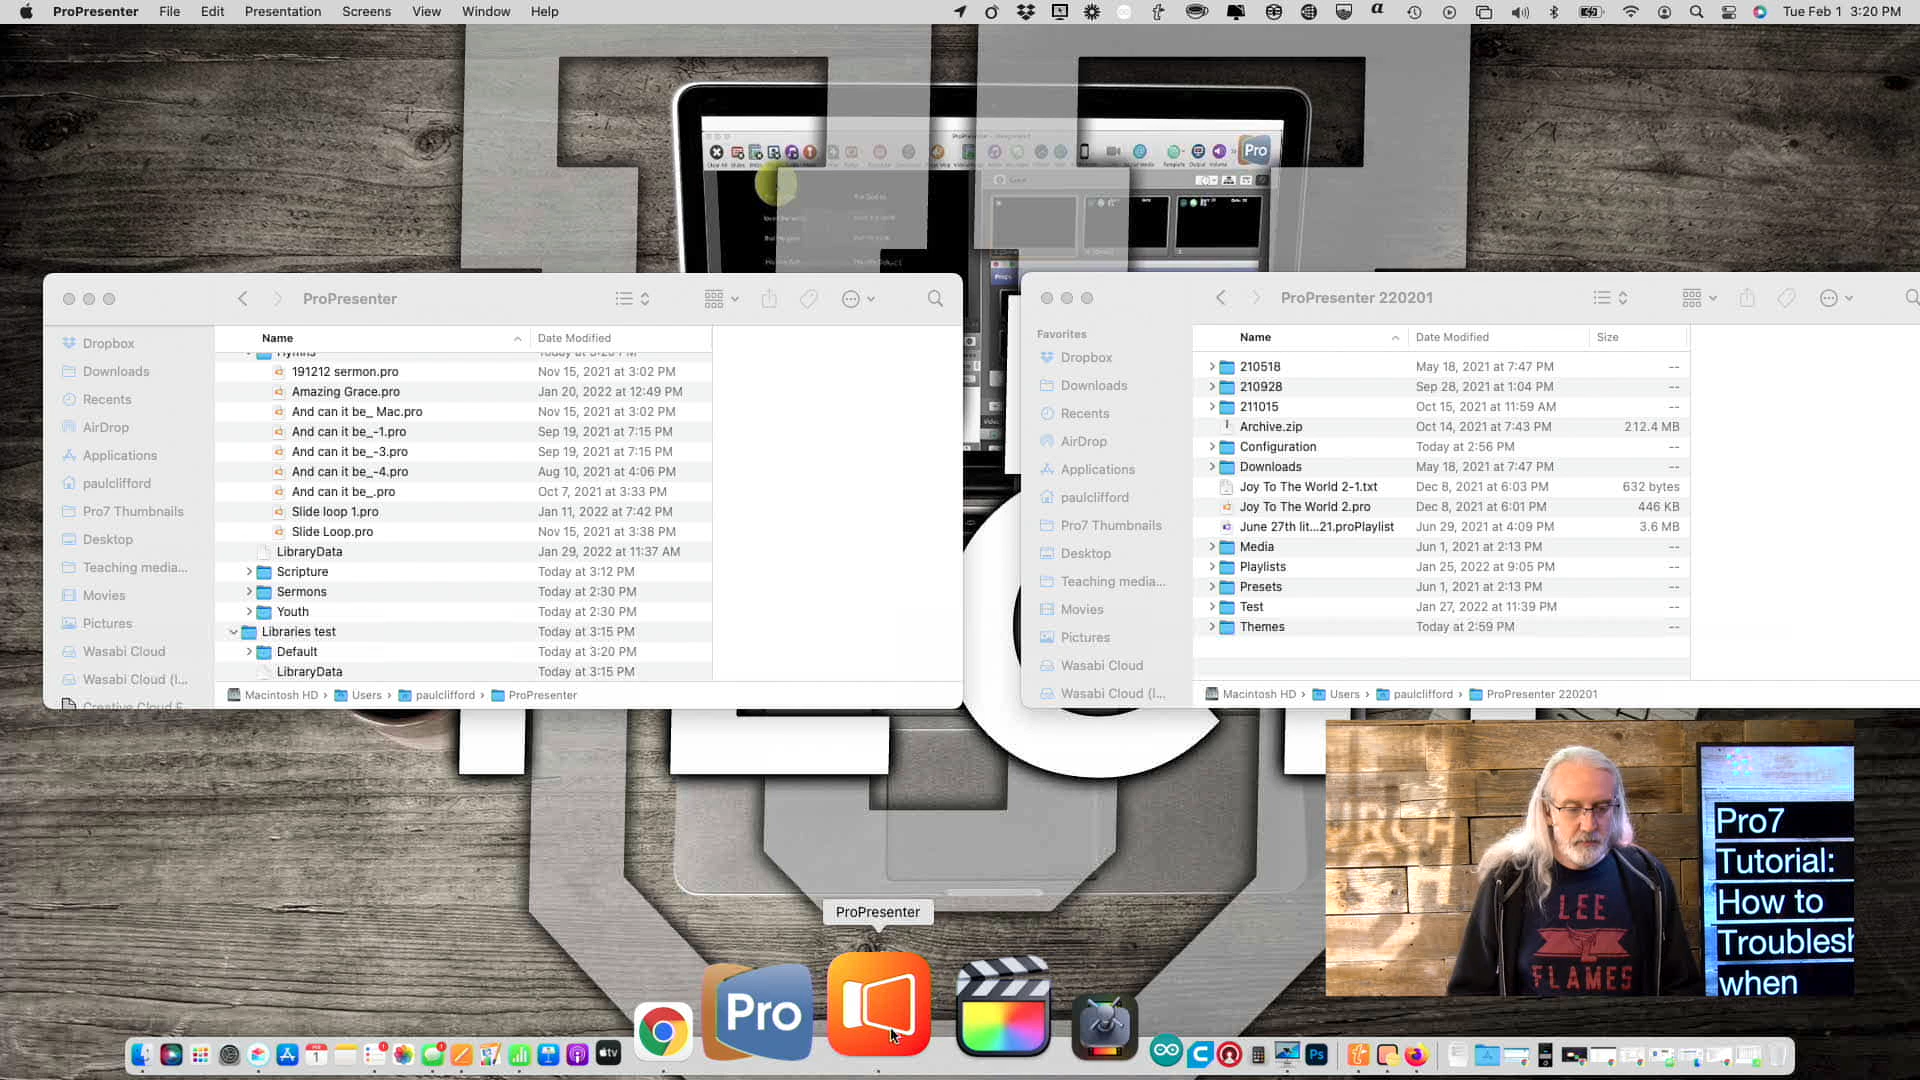 ProPresenter File Edit Presentation Screens View Window Help
Tue Feb 1 3:20 PM
Pro
ProPresenter
Name
Date Modified
Dropbox
Downloads
Recents
AirDrop
Applications
paulclifford
Pro7 Thumbnails
Desktop
Teaching media...
Movies
Pictures
Wasabi Cloud
Wasabi Cloud (I...
Hymns
191212 sermon.pro Nov 15, 2021 at 3:02 PM
Amazing Grace.pro Jan 20, 2022 at 12:49 PM
And can it be_ Mac.pro Nov 15, 2021 at 3:02 PM
And can it be_-1.pro Sep 19, 2021 at 7:15 PM
And can it be_-3.pro Sep 19, 2021 at 7:15 PM
And can it be_-4.pro Aug 10, 2021 at 4:06 PM
And can it be_.pro Oct 7, 2021 at 3:33 PM
Slide loop 1.pro Jan 11, 2022 at 7:42 PM
Slide Loop.pro Nov 15, 2021 at 3:38 PM
LibraryData Jan 29, 2022 at 11:37 AM
Scripture Today at 3:12 PM
Sermons Today at 2:30 PM
Youth Today at 2:30 PM
Libraries test Today at 3:15 PM
Default Today at 3:20 PM
LibraryData Today at 3:15 PM
Macintosh HD › Users › paulclifford › ProPresenter
ProPresenter 220201
Favorites
Dropbox
Downloads
Recents
AirDrop
Applications
paulclifford
Pro7 Thumbnails
Desktop
Teaching media...
Movies
Pictures
Wasabi Cloud
Wasabi Cloud (I...
Name Date Modified Size
210518 May 18, 2021 at 7:47 PM --
210928 Sep 28, 2021 at 1:04 PM --
211015 Oct 15, 2021 at 11:59 AM --
Archive.zip Oct 14, 2021 at 7:43 PM 212.4 MB
Configuration Today at 2:56 PM --
Downloads May 18, 2021 at 7:47 PM --
Joy To The World 2-1.txt Dec 8, 2021 at 6:03 PM 632 bytes
Joy To The World 2.pro Dec 8, 2021 at 6:01 PM 446 KB
June 27th lit...21.proPlaylist Jun 29, 2021 at 4:09 PM 3.6 MB
Media Jun 1, 2021 at 2:13 PM --
Playlists Jan 25, 2022 at 9:05 PM --
Presets Jun 1, 2021 at 2:13 PM --
Test Jan 27, 2022 at 11:39 PM --
Themes Today at 2:59 PM --
Macintosh HD › Users › paulclifford › ProPresenter 220201
LEE
FLAMES
Pro7
Tutorial:
How to
Troublesh
when
ProPresenter
Pro
tv
Ps